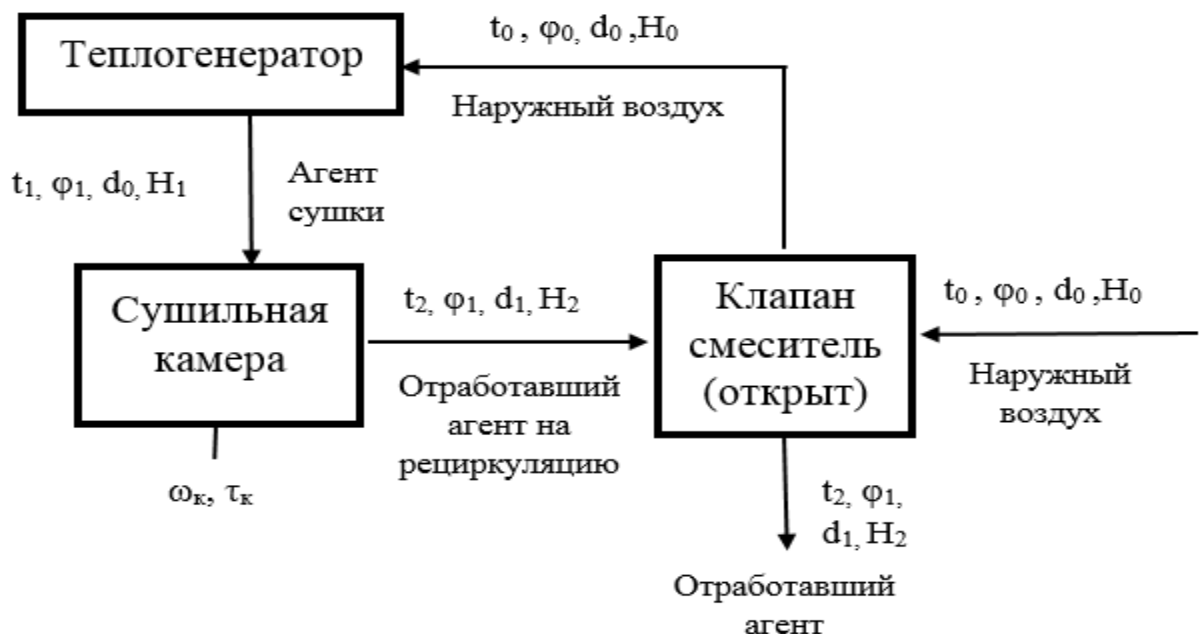 Теплогенератор
t₀ , φ₀, d₀ ,H₀
Наружный воздух
t₁, φ₁, d₀, H₁
Агент
сушки
Сушильная
камера
t₂, φ₁, d₁, H₂
Отработавший
агент на
рециркуляцию
Клапан
смеситель
(открыт)
t₀ , φ₀ , d₀ ,H₀
Наружный
воздух
ωₖ, τₖ
t₂, φ₁,
d₁, H₂
Отработавший
агент